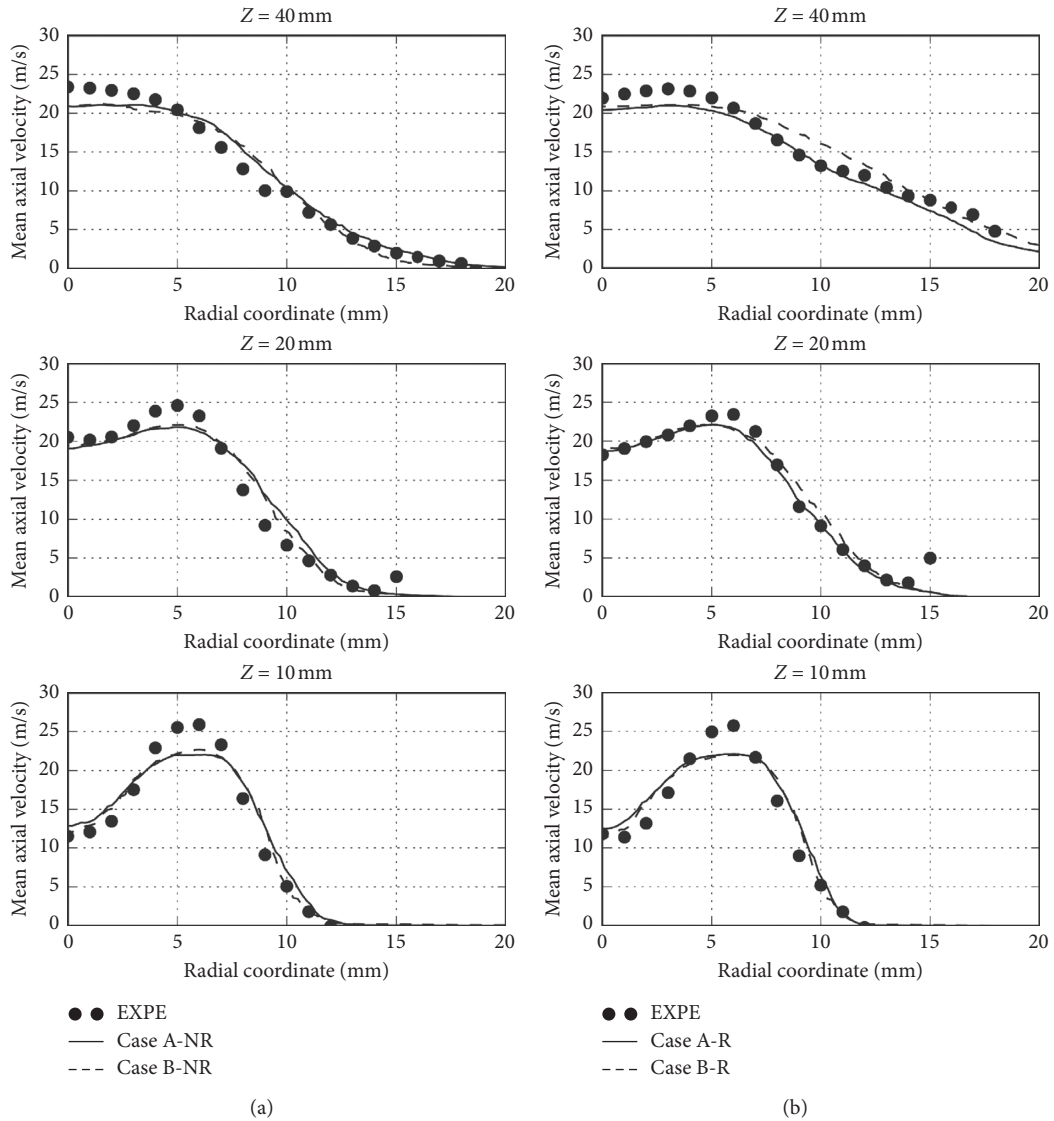 Z = 40 mm
30
25
20
15
10
5
0
Mean axial velocity (m/s)
0 5 10 15 20
Radial coordinate (mm)
Z = 20 mm
30
25
20
15
10
5
0
Mean axial velocity (m/s)
0 5 10 15 20
Radial coordinate (mm)
Z = 10 mm
30
25
20
15
10
5
0
Mean axial velocity (m/s)
0 5 10 15 20
Radial coordinate (mm)
EXPE
Case A-NR
Case B-NR
(a)
Z = 40 mm
30
25
20
15
10
5
0
Mean axial velocity (m/s)
0 5 10 15 20
Radial coordinate (mm)
Z = 20 mm
30
25
20
15
10
5
0
Mean axial velocity (m/s)
0 5 10 15 20
Radial coordinate (mm)
Z = 10 mm
30
25
20
15
10
5
0
Mean axial velocity (m/s)
0 5 10 15 20
Radial coordinate (mm)
EXPE
Case A-R
Case B-R
(b)